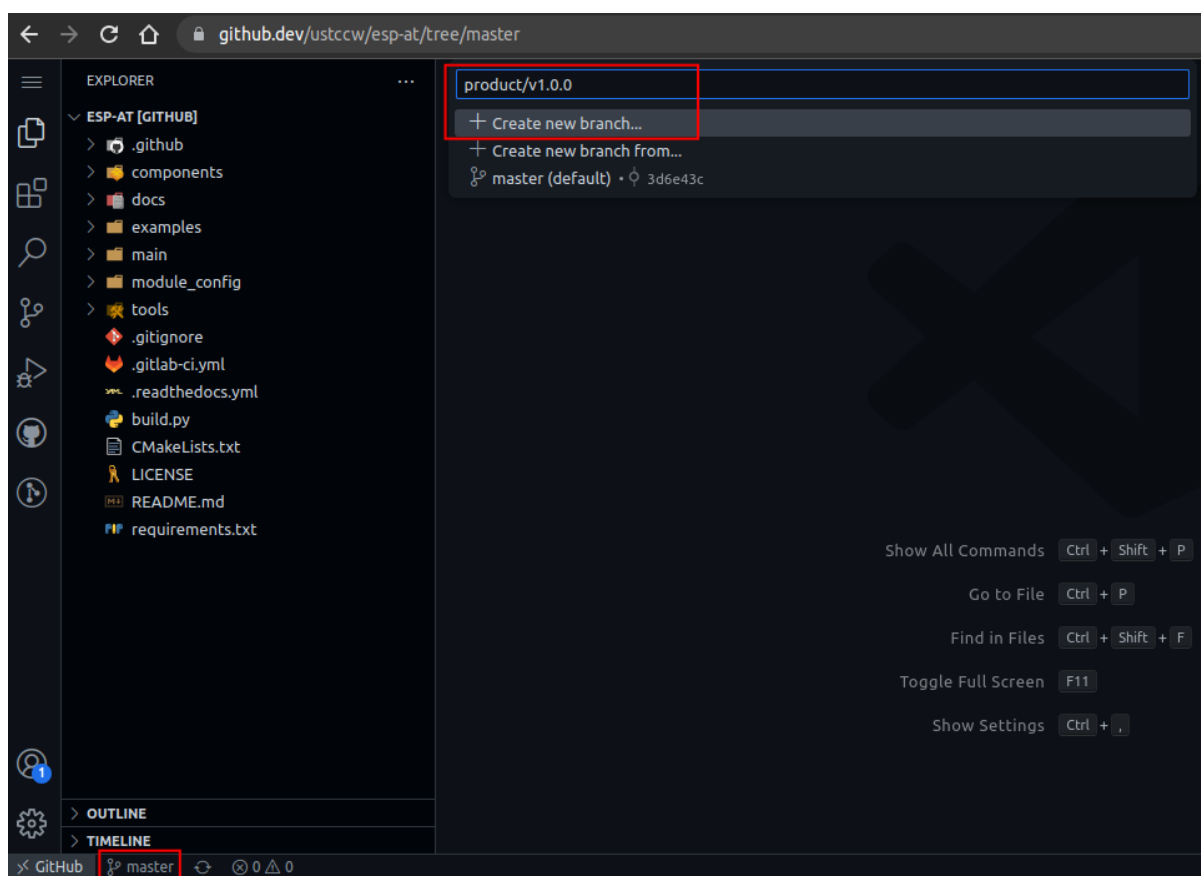 github.dev/ustccw/esp-at/tree/master
EXPLORER ...
ESP-AT [GITHUB]
.github
components
docs
examples
main
module_config
tools
.gitignore
.gitlab-ci.yml
YML .readthedocs.yml
build.py
CMakeLists.txt
LICENSE
M↓ README.md
PIP requirements.txt
OUTLINE
TIMELINE
product/v1.0.0
+ Create new branch...
+ Create new branch from...
master (default) • 3d6e43c
Show All Commands Ctrl + Shift + P
Go to File Ctrl + P
Find in Files Ctrl + Shift + F
Toggle Full Screen F11
Show Settings Ctrl + ,
1
GitHub master 0 0